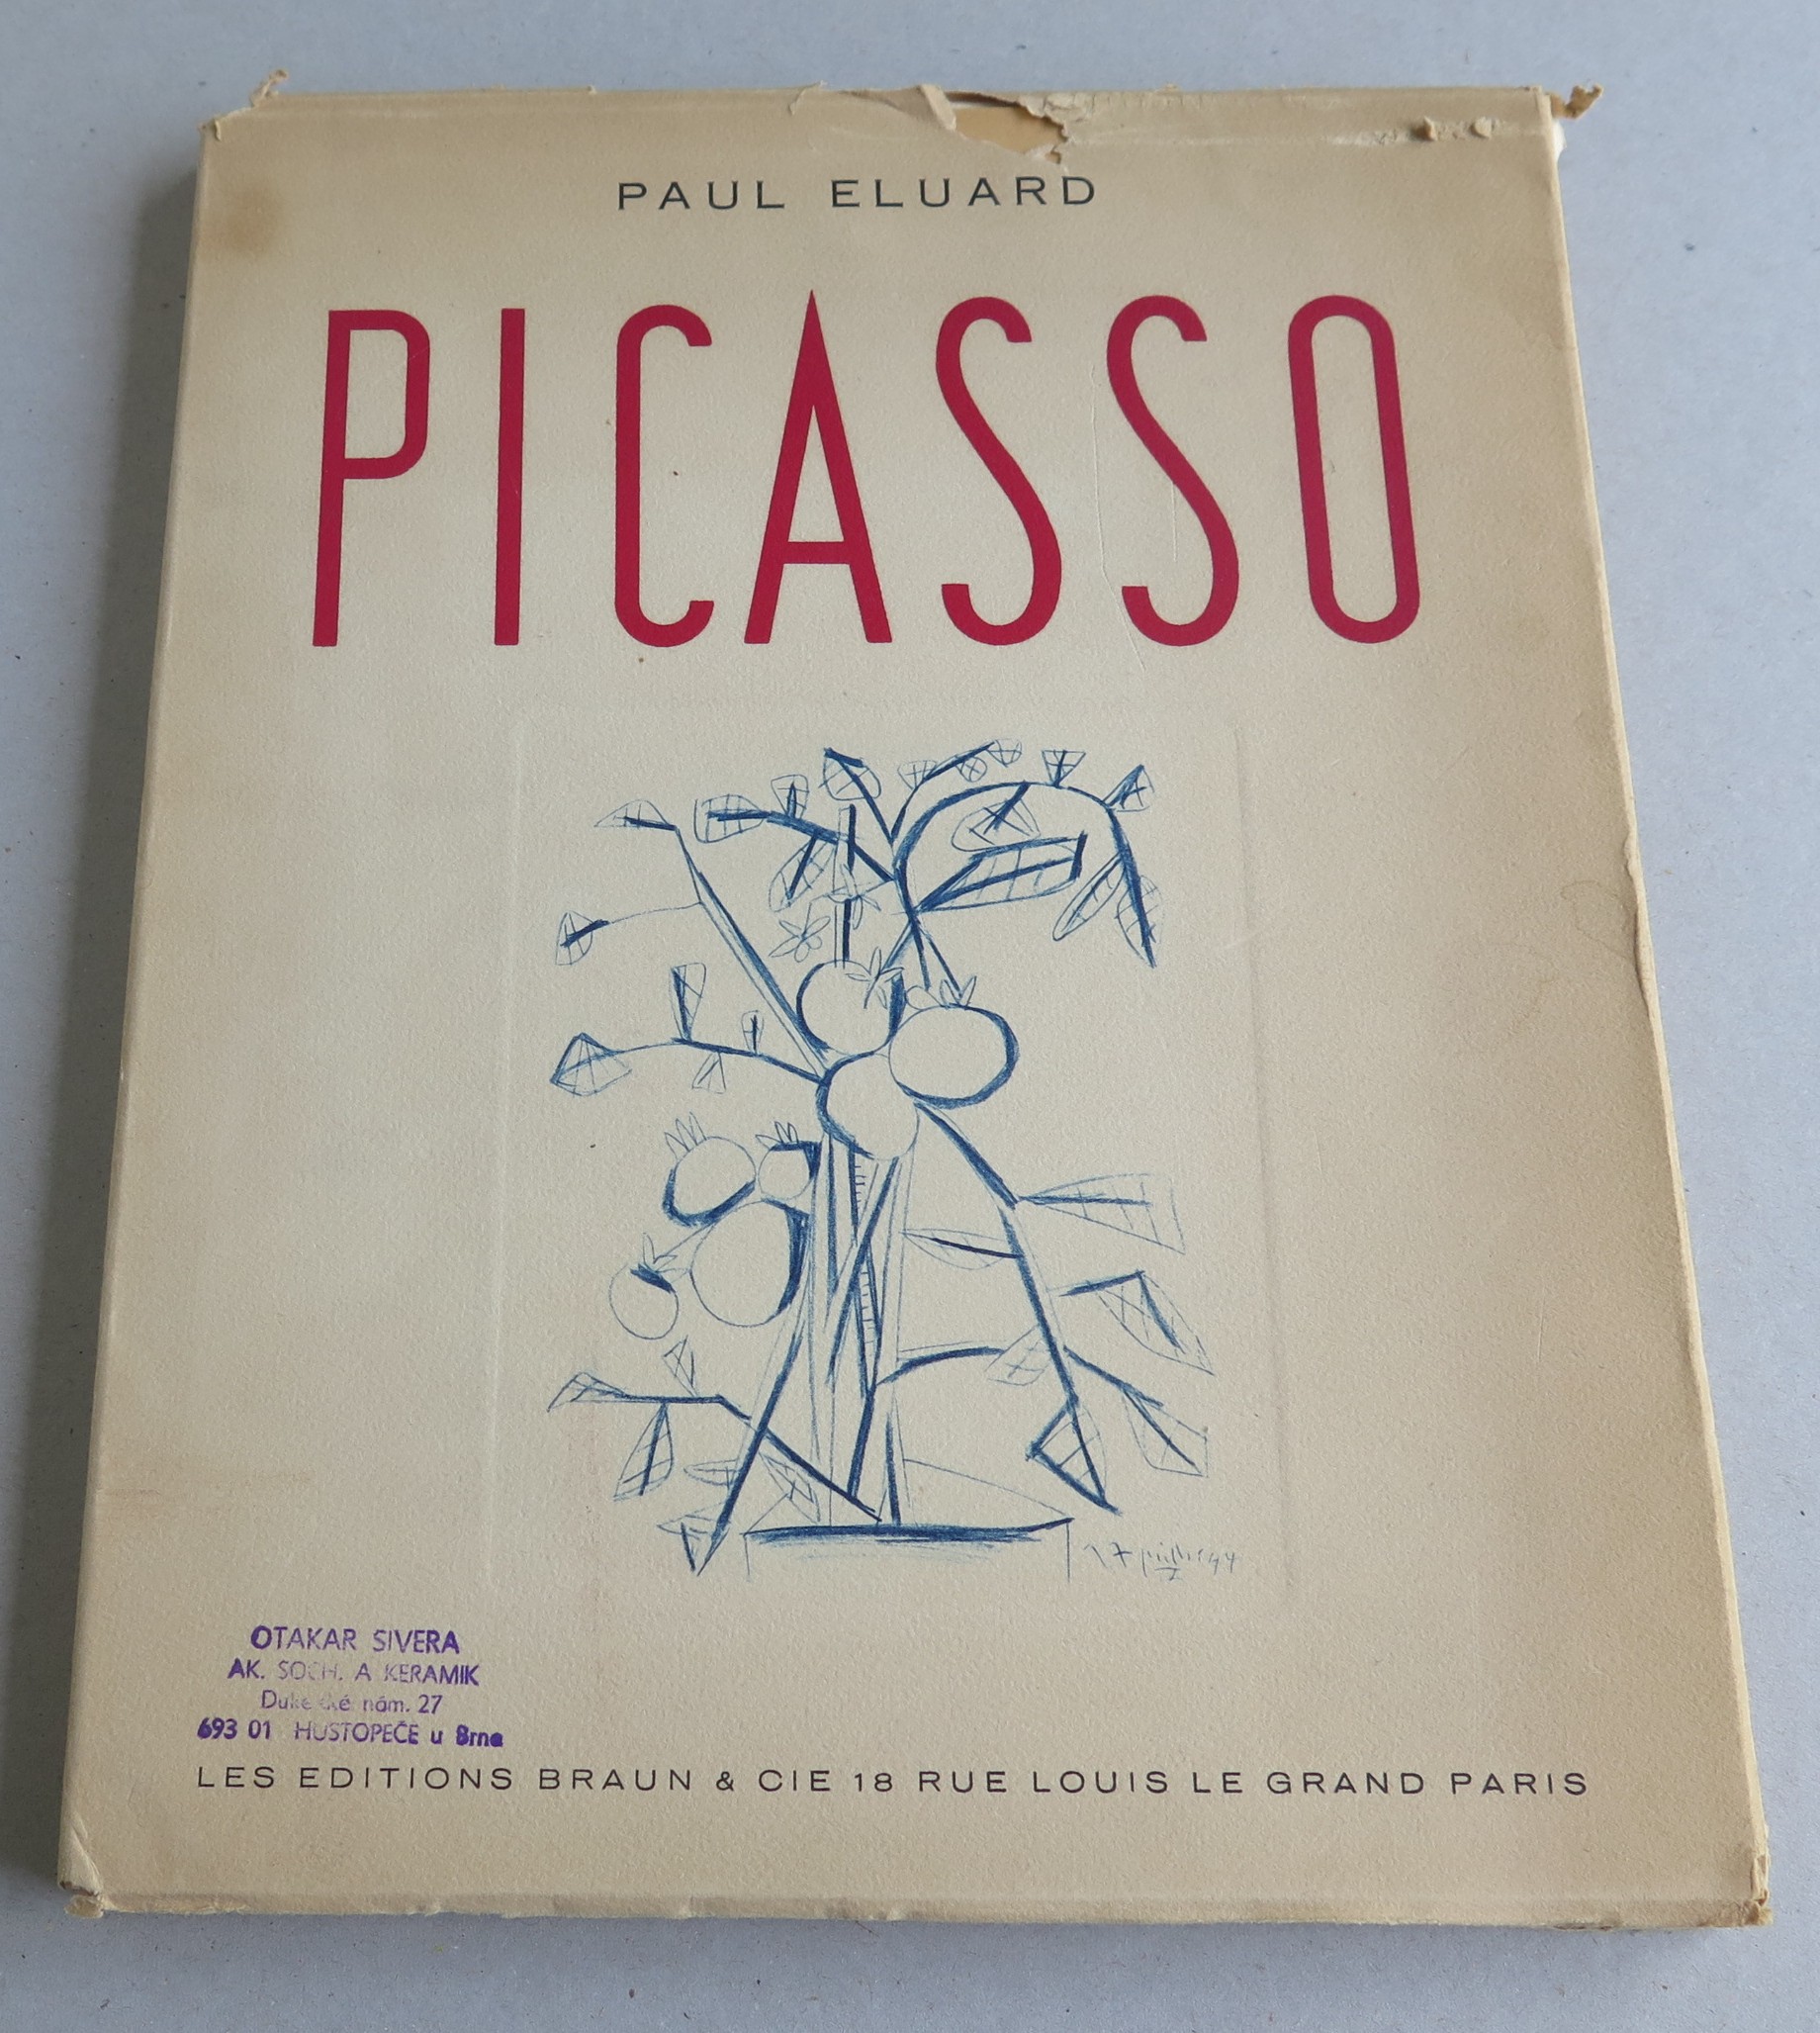 PAUL ELUARD
PICASSO
OTAKAR SIVERA
AK. SOCH. A KERAMIK
nám. 27
693 01 HUSTOPEČE u Brna
LES EDITIONS BRAUN & CIE 18 RUE LOUIS LE GRAND PARIS